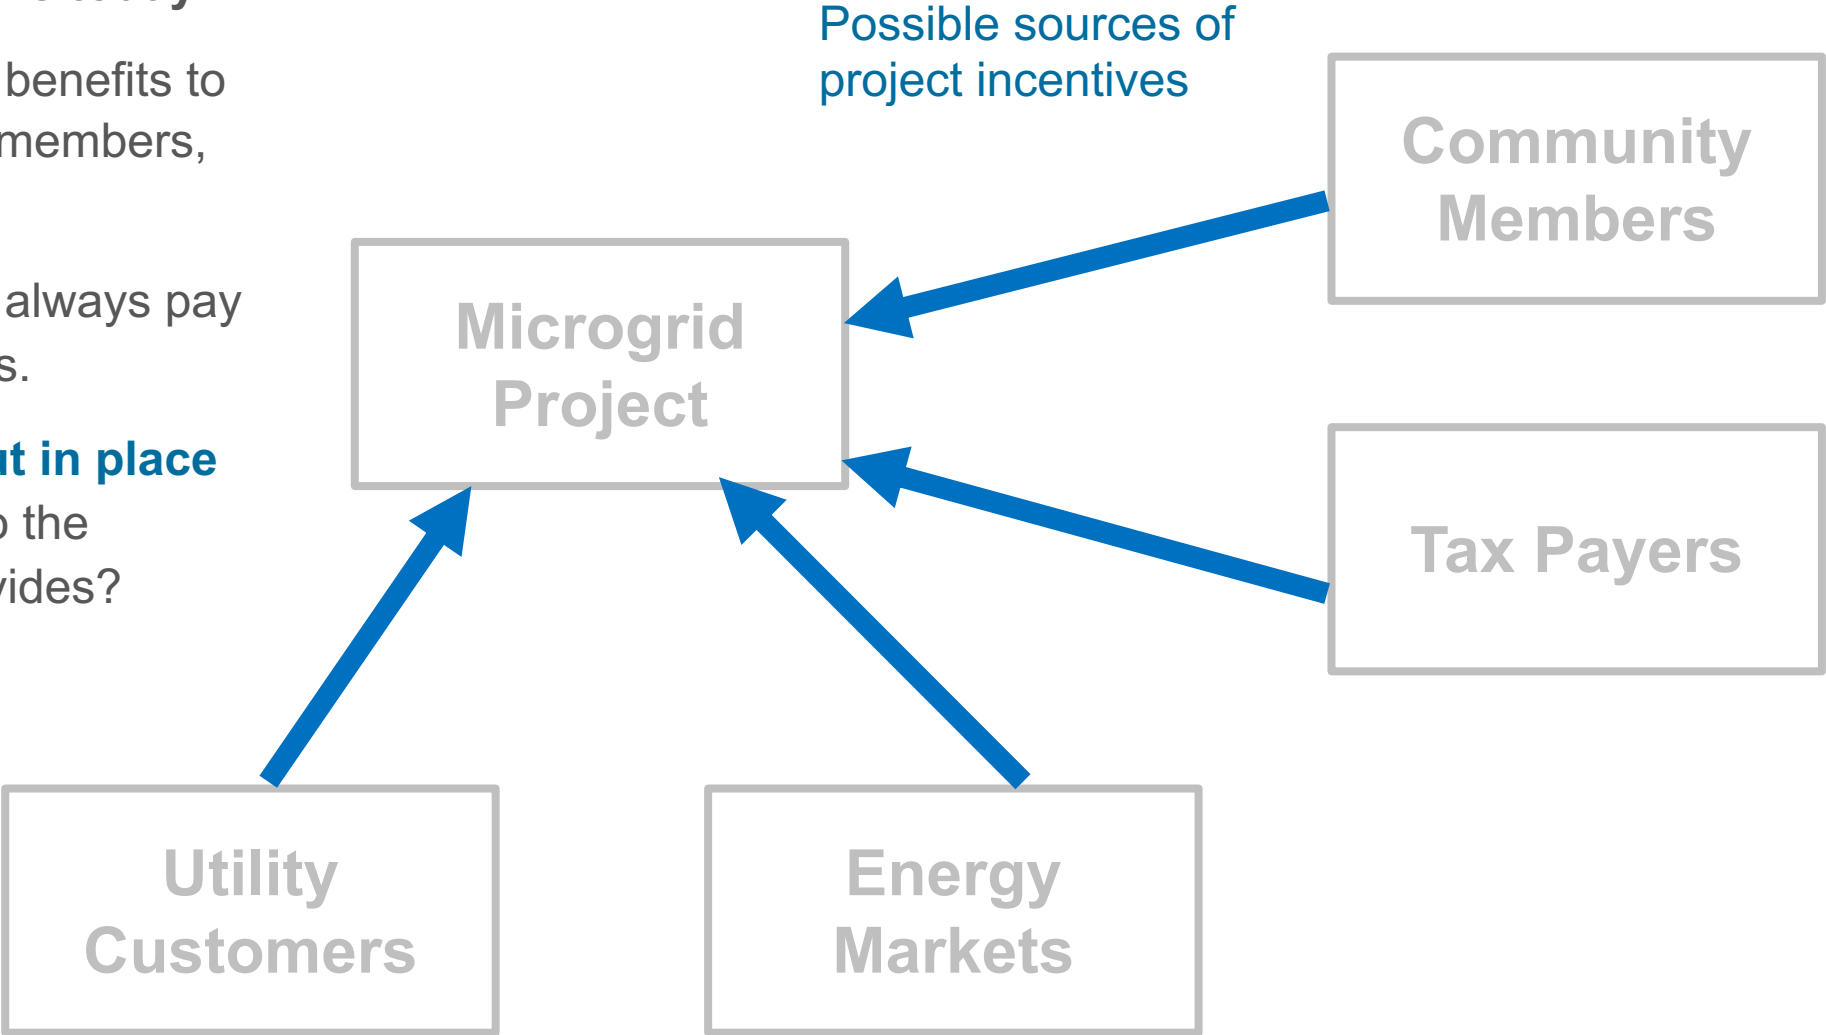 benefits to
members,
always pay
s.
ut in place
o the
vides?
Possible sources of
project incentives
Community
Members
Microgrid
Project
Tax Payers
Utility
Customers
Energy
Markets